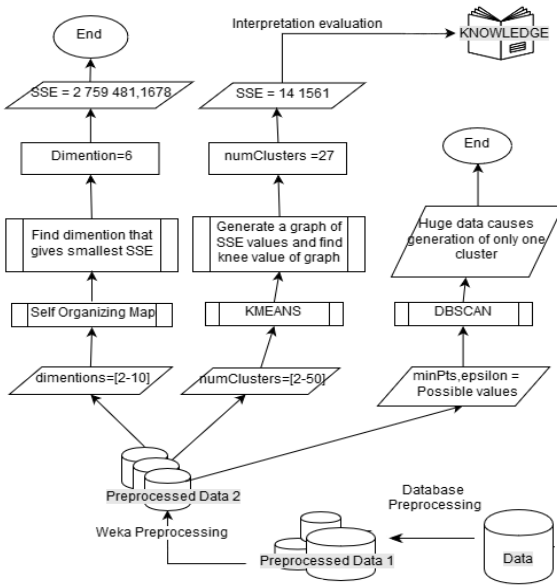 Interpretation evaluation
KNOWLEDGE
End
SSE = 2 759 481,1678
SSE = 14 1561
Dimention=6
numClusters =27
End
Find dimention that
gives smallest SSE
Generate a graph of
SSE values and find
knee value of graph
Huge data causes
generation of only one
cluster
Self Organizing Map
KMEANS
DBSCAN
dimentions=[2-10]
numClusters=[2-50]
minPts,epsilon =
Possible values
Preprocessed Data 2
Weka Preprocessing
Database
Preprocessing
Preprocessed Data 1
Data